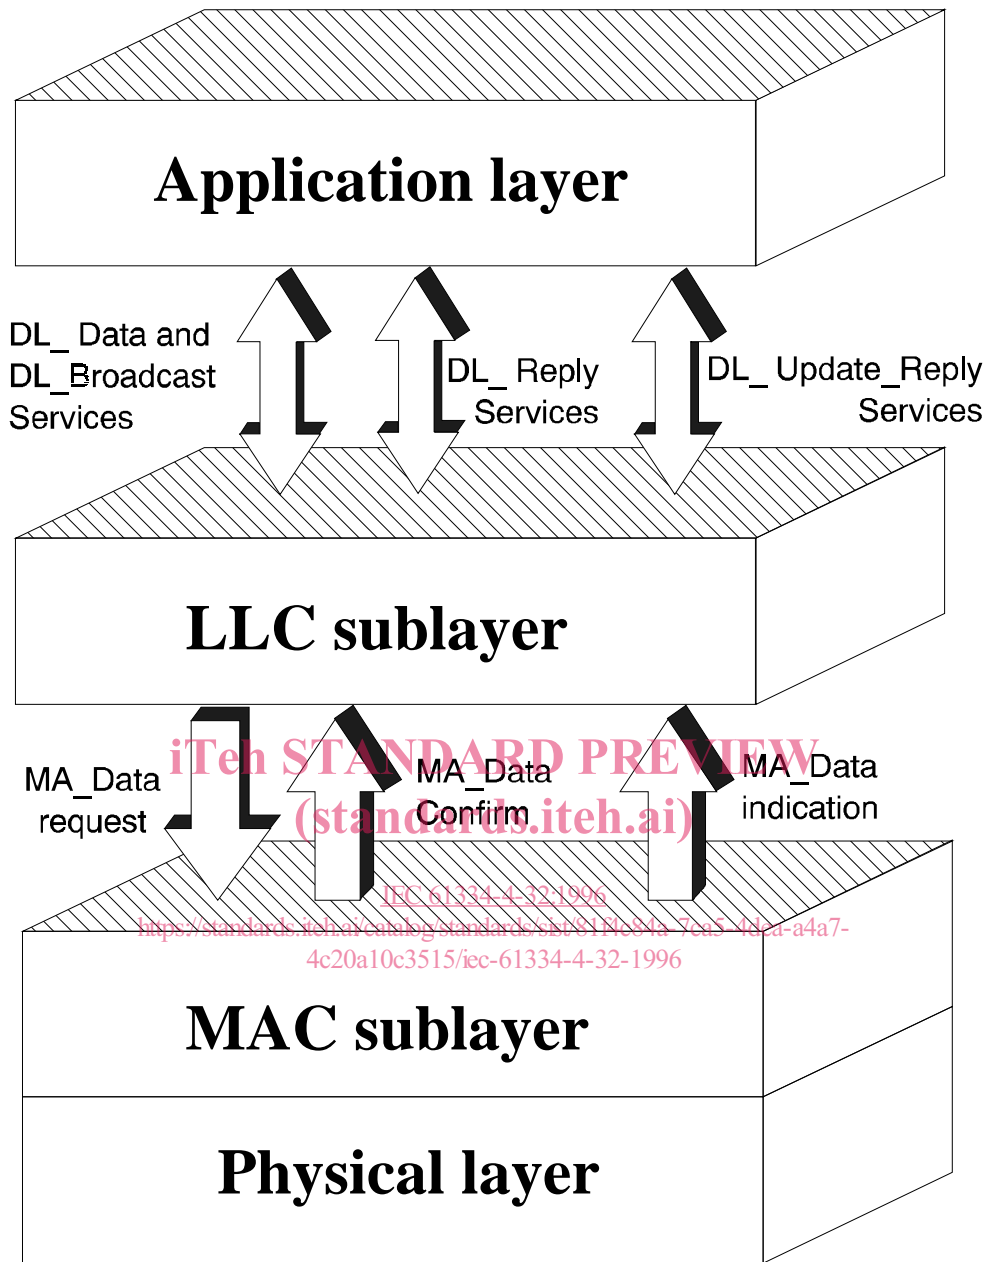 Application layer
DL_ Data and
DL_Broadcast
Services
DL_ Reply
Services
DL_ Update_Reply
Services
LLC sublayer
iTeh STANDARD PREVIEW
(standards.iteh.ai)
MA_Data
request
MA_Data
Confirm
MA_Data
indication
IEC 61334-4-32:1996
https://standards.iteh.ai/catalog/standards/sist/81f4c84a-7ca5-4dea-a4a7-
4c20a10c3515/iec-61334-4-32-1996
MAC sublayer
Physical layer